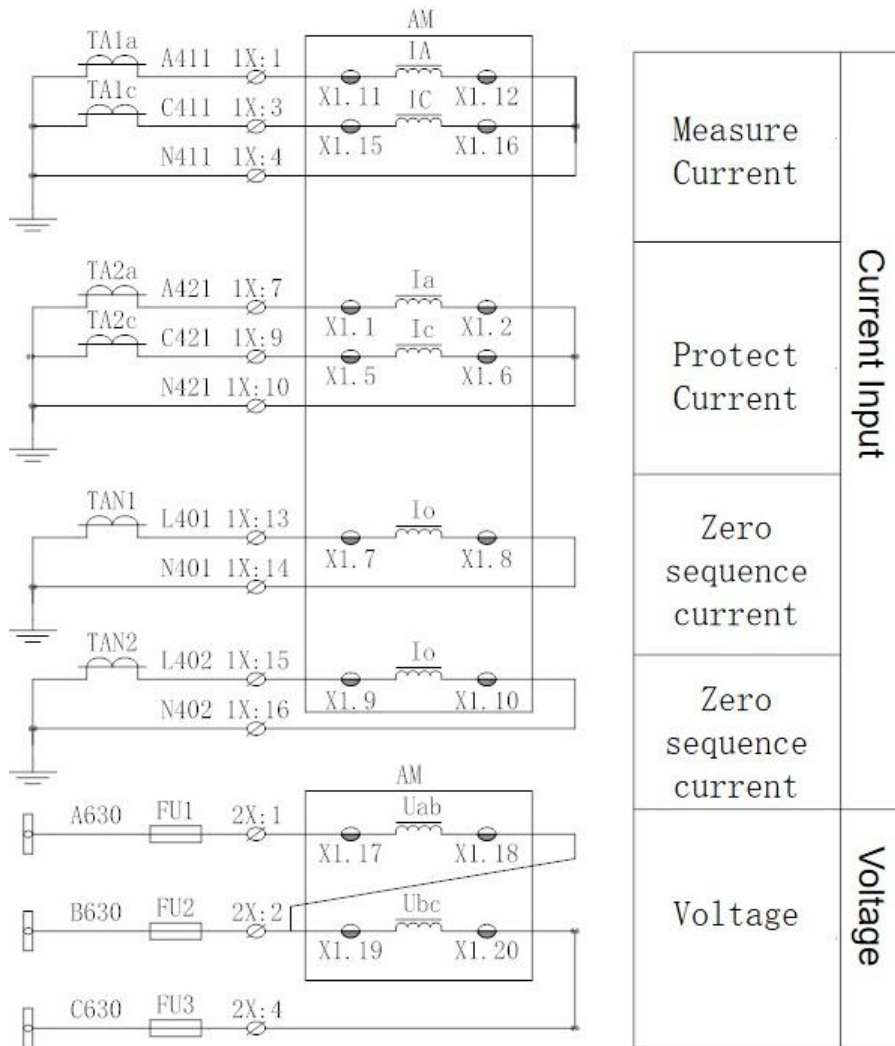 AM
TA1a A411 1X:1 IA
X1.11 X1.12
TA1c C411 1X:3 IC
X1.15 X1.16
N411 1X:4
Measure
Current
TA2a A421 1X:7 Ia
X1.1 X1.2
TA2c C421 1X:9 Ic
X1.5 X1.6
N421 1X:10
Protect
Current
Current Input
TAN1 L401 1X:13 Io
X1.7 X1.8
N401 1X:14
Zero
sequence
current
TAN2 L402 1X:15 Io
X1.9 X1.10
N402 1X:16
Zero
sequence
current
AM
A630 FU1 2X:1 Uab
X1.17 X1.18
B630 FU2 2X:2 Ubc
X1.19 X1.20
C630 FU3 2X:4
Voltage
Voltage